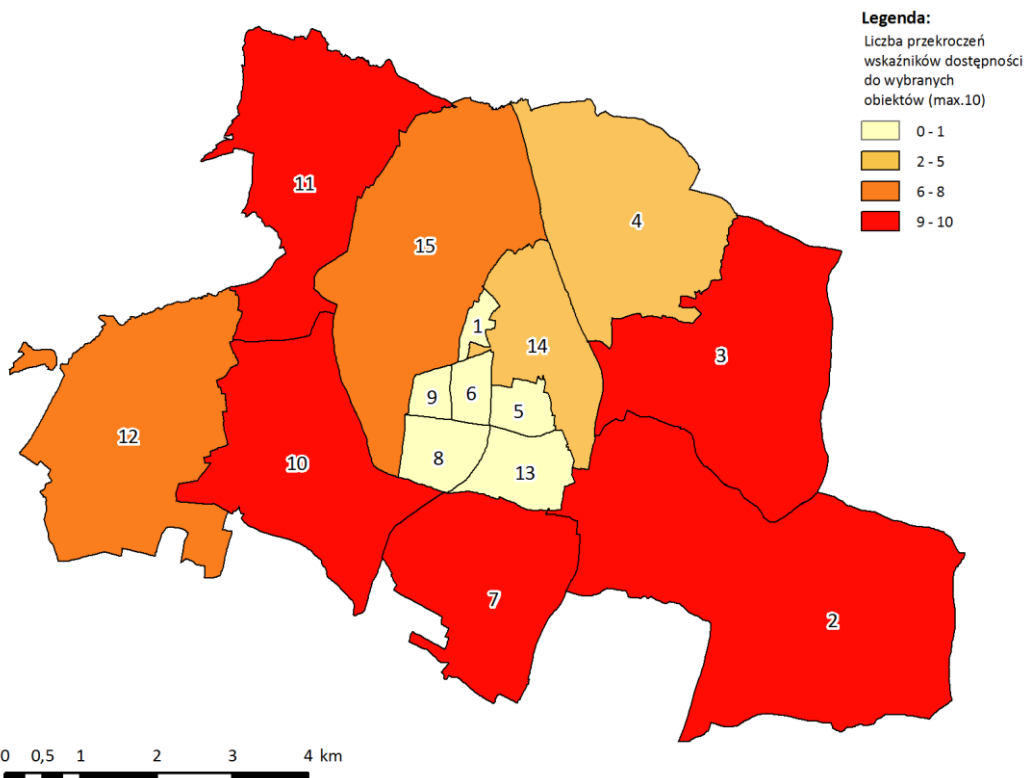 Legenda:
Liczba przekroczeń
wskaźników dostępności
do wybranych
obiektów (max.10)
0 - 1
2 - 5
6 - 8
9 - 10
11
4
15
1
14
3
6
9
5
12
8
10
13
7
2
0 0,5 1 2 3 4 km